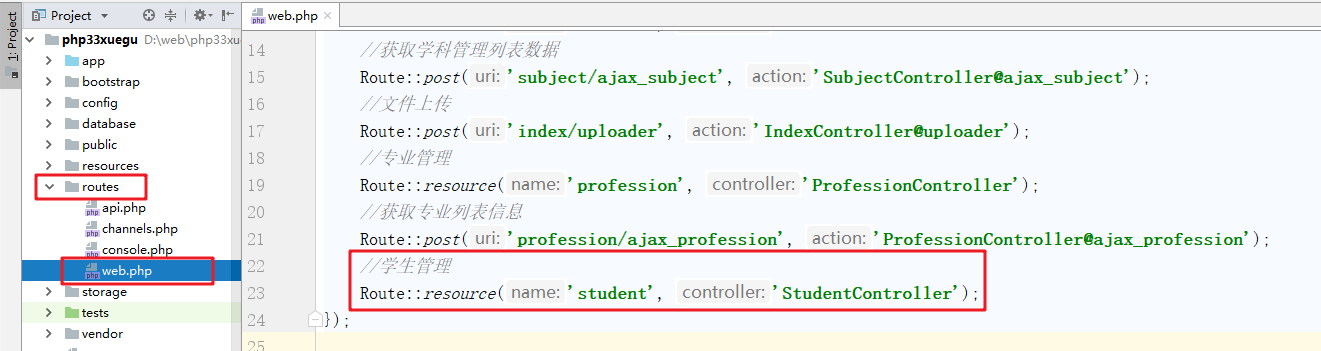 1: Project
Project
php33xuegu D:\web\php33xue
app
bootstrap
config
database
public
resources
routes
api.php
channels.php
console.php
web.php
storage
tests
vendor
web.php
14 //获取学科管理列表数据
15 Route::post( uri: 'subject/ajax_subject', action: 'SubjectController@ajax_subject');
16 //文件上传
17 Route::post( uri: 'index/uploader', action: 'IndexController@uploader');
18 //专业管理
19 Route::resource( name: 'profession', controller: 'ProfessionController');
20 //获取专业列表信息
21 Route::post( uri: 'profession/ajax_profession', action: 'ProfessionController@ajax_profession');
22 //学生管理
23 Route::resource( name: 'student', controller: 'StudentController');
24 });
25